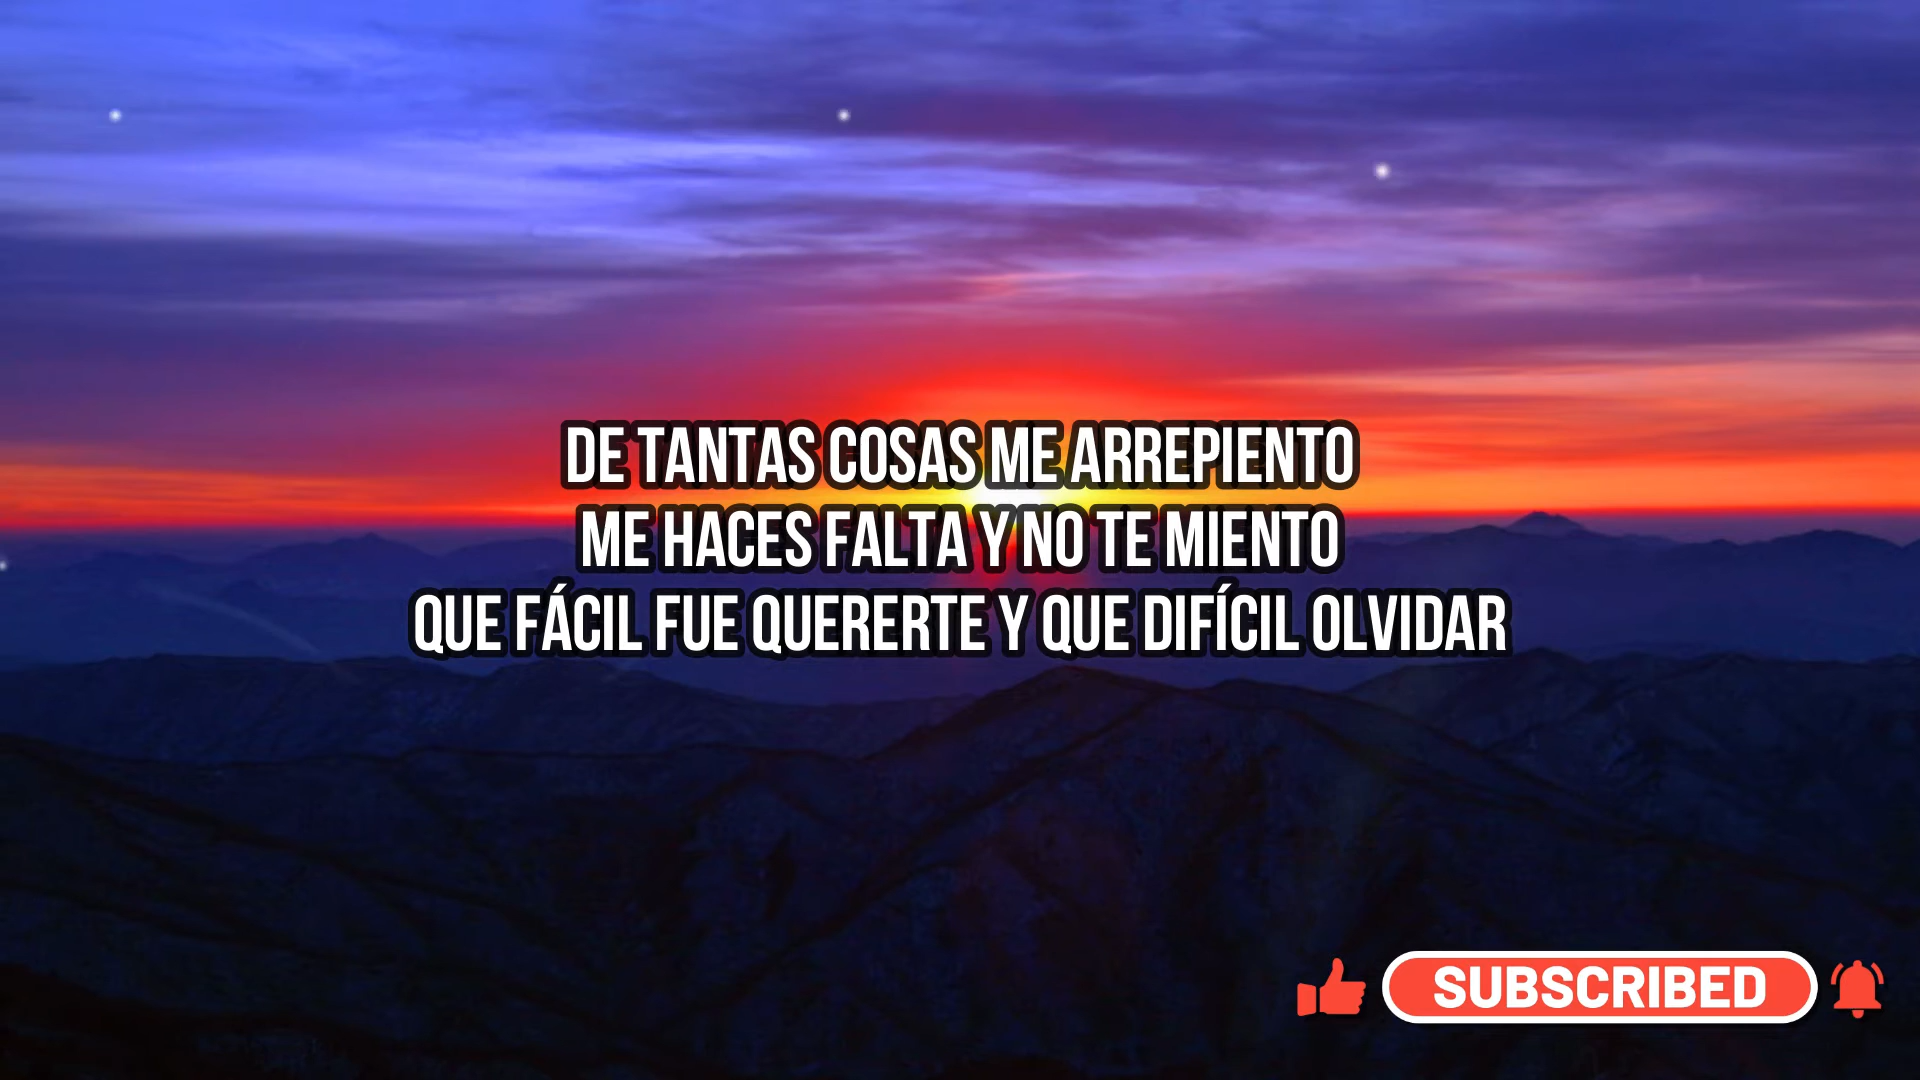 DE TANTAS COSAS ME ARREPIENTO
ME HACES FALTA Y NO TE MIENTO
QUE FÁCIL FUE QUERERTE Y QUE DIFÍCIL OLVIDAR
SUBSCRIBED